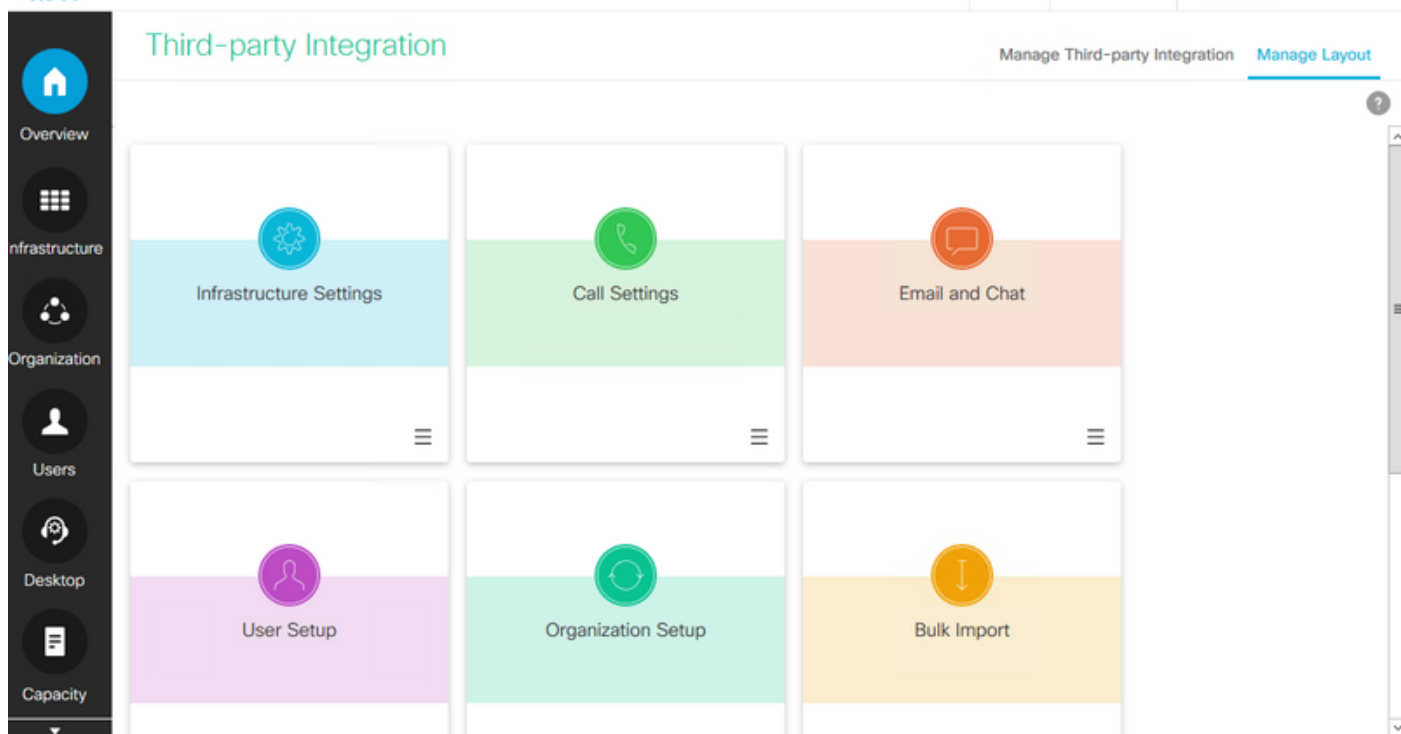 Third-party Integration
Manage Third-party Integration
Manage Layout
?
Overview
nfrastructure
Organization
Users
Desktop
Capacity
Infrastructure Settings
Call Settings
Email and Chat
User Setup
Organization Setup
Bulk Import